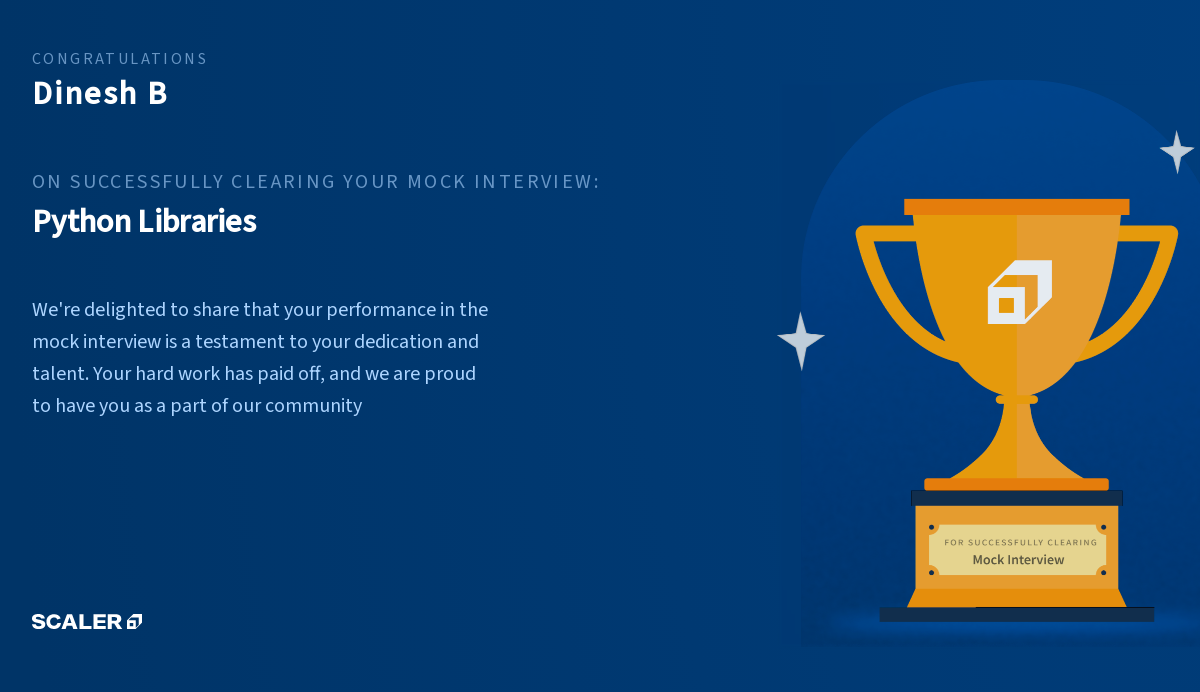 CONGRATULATIONS
Dinesh B
ON SUCCESSFULLY CLEARING YOUR MOCK INTERVIEW:
Python Libraries
We're delighted to share that your performance in the
mock interview is a testament to your dedication and
talent. Your hard work has paid off, and we are proud
to have you as a part of our community
FOR SUCCESSFULLY CLEARING
Mock Interview
SCALER